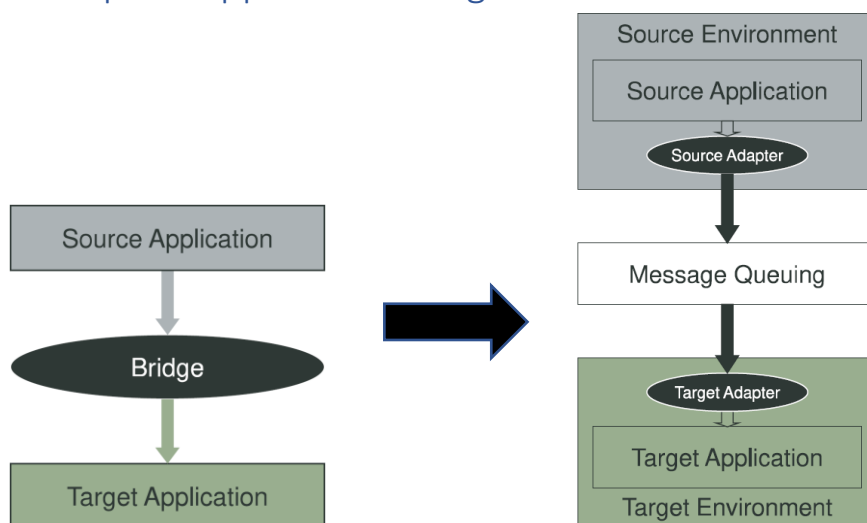 Source Application
Bridge
Target Application
Source Environment
Source Application
Source Adapter
Message Queuing
Target Adapter
Target Application
Target Environment